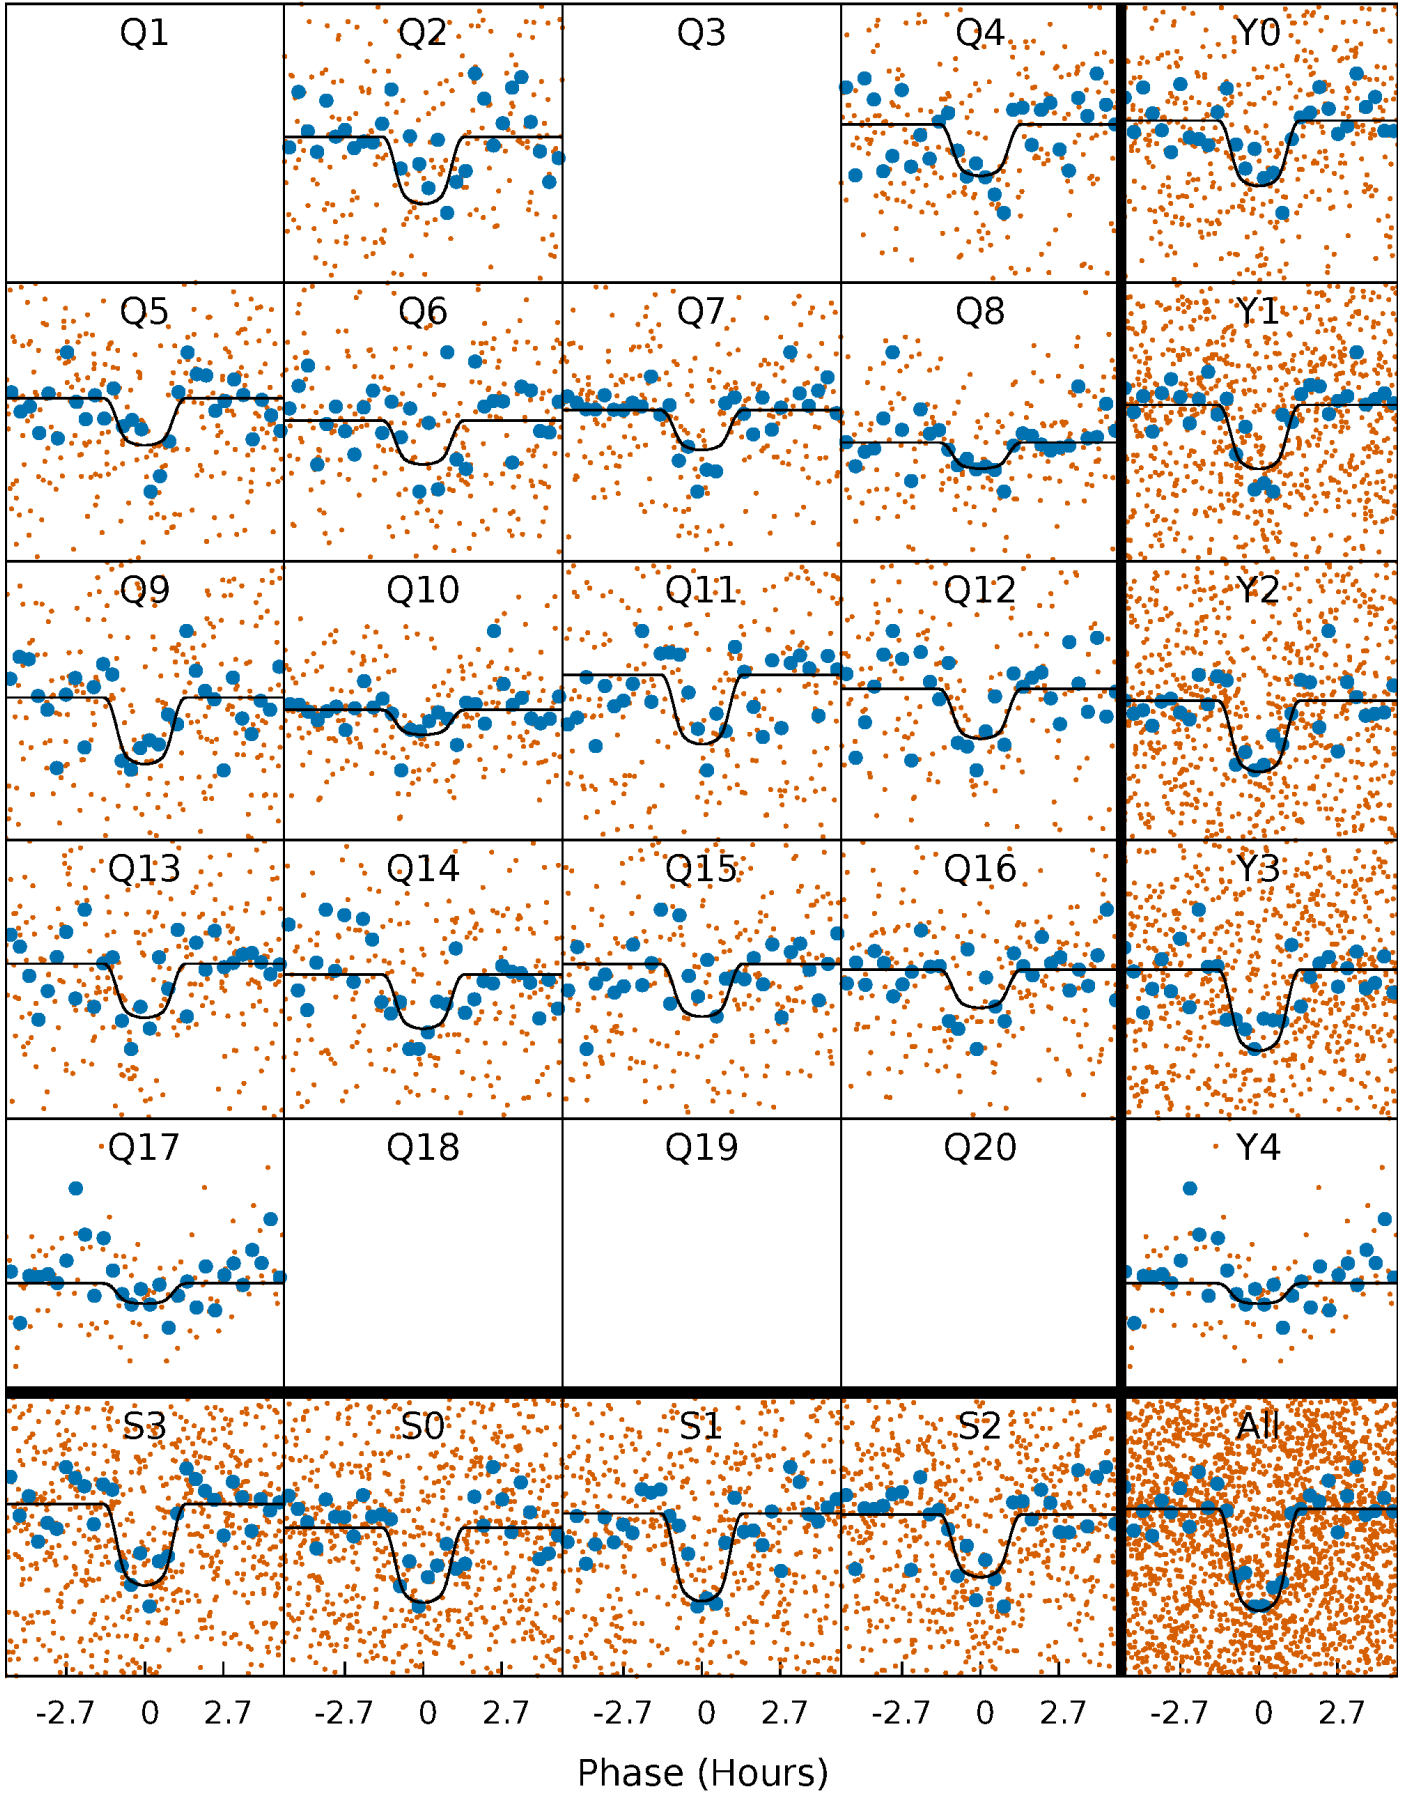 Q1 Q2 Q3 Q4 Y0
Q5 Q6 Q7 Q8 Y1
Q9 Q10 Q11 Q12 Y2
Q13 Q14 Q15 Q16 Y3
Q17 Q18 Q19 Q20 Y4
S3 S0 S1 S2 All
-2.7 0 2.7 -2.7 0 2.7 -2.7 0 2.7 -2.7 0 2.7 -2.7 0 2.7
Phase (Hours)